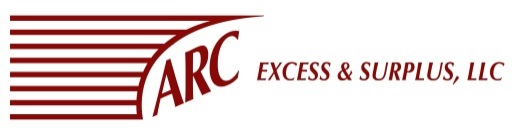 ARC EXCESS & SURPLUS, LLC